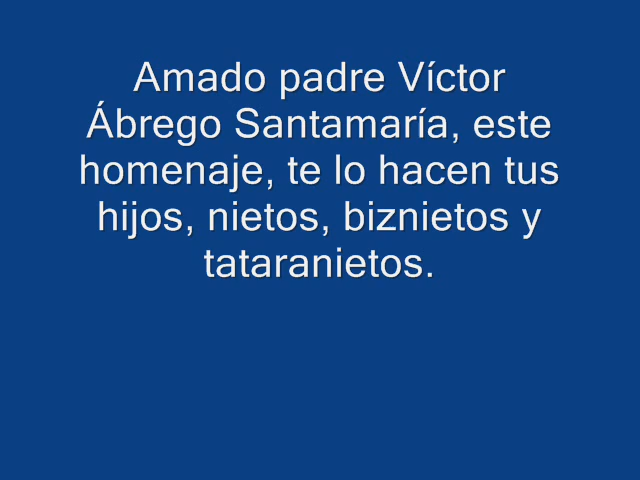 Amado padre Víctor
Ábrego Santamaría, este
homenaje, te lo hacen tus
hijos, nietos, biznietos y
tataranietos.